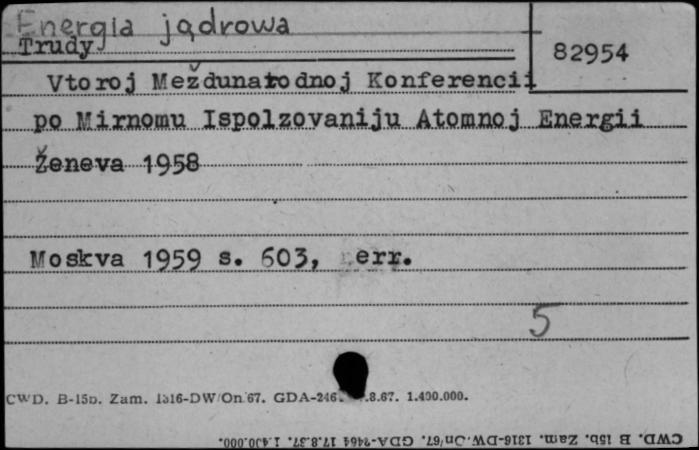 Energia jądrowa
Trudy
82954
Vtoroj Meždunarodnoj Konferencii
po Mirnomu Ispolzovaniju Atomnoj Energii
Ženeva 1958
Moskva 1959 s. 603, err.
5
CWD. B-15b. Zam. 1316-DW/On/67. GDA-246 .8.67. 1.400.000.
CWD. B 15b. Zam. 1316-DW. On/67. GDA-2464 17.8.67. 1.400.000.